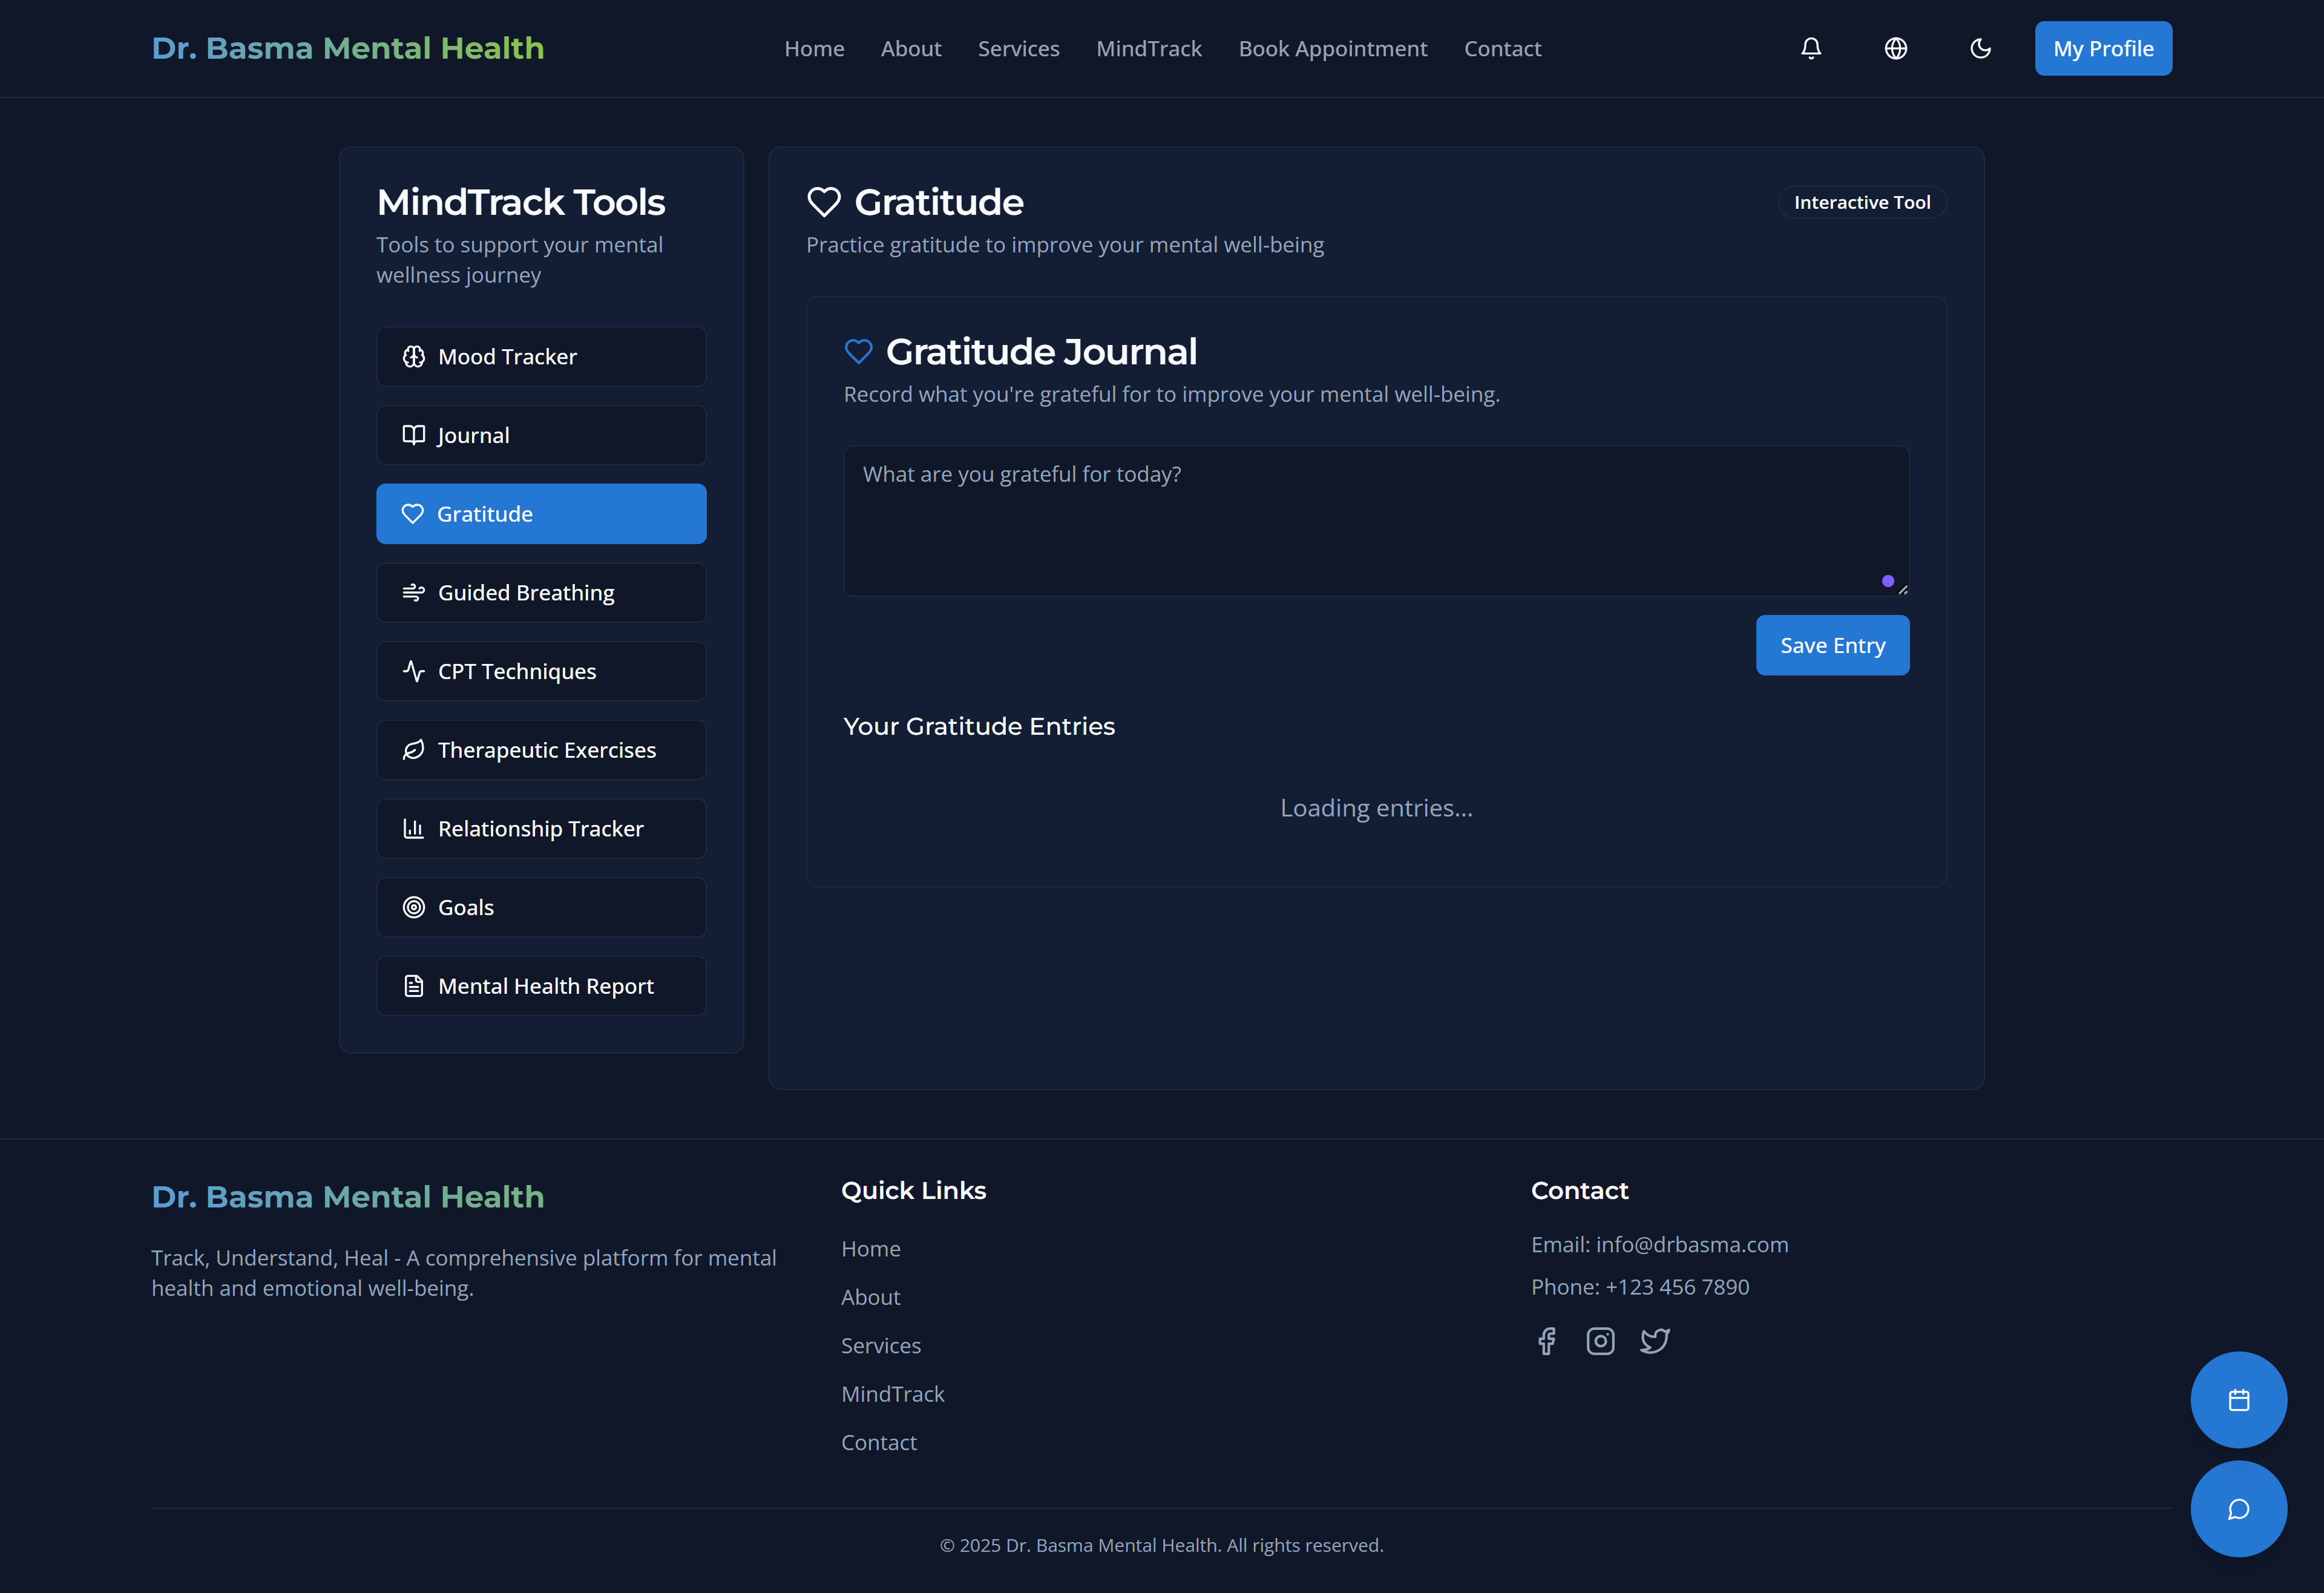 Dr. Basma Mental Health
Home
About
Services
MindTrack
Book Appointment
Contact
My Profile
MindTrack Tools
Tools to support your mental
wellness journey
Mood Tracker
Journal
Gratitude
Guided Breathing
CPT Techniques
Therapeutic Exercises
Relationship Tracker
Goals
Mental Health Report
Gratitude
Interactive Tool
Practice gratitude to improve your mental well-being
Gratitude Journal
Record what you're grateful for to improve your mental well-being.
What are you grateful for today?
Save Entry
Your Gratitude Entries
Loading entries...
Dr. Basma Mental Health
Track, Understand, Heal - A comprehensive platform for mental
health and emotional well-being.
Quick Links
Home
About
Services
MindTrack
Contact
Contact
Email: info@drbasma.com
Phone: +123 456 7890
© 2025 Dr. Basma Mental Health. All rights reserved.